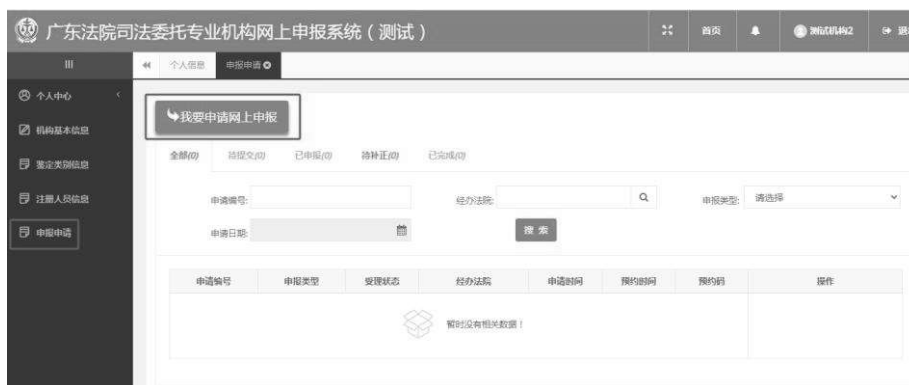 广东法院司法委托专业机构网上申报系统（测试）
首页
测试机构2
个人信息 申报申请
个人中心
机构基本信息
鉴定类别信息
注册人员信息
申报申请
我要申请网上申报
全部(0) 待提交(0) 已申报(0) 待补正(0) 已完成(0)
申请编号: 经办法院: 申报类型: 请选择
申请日期: 搜 索
申请编号 申报类型 受理状态 经办法院 申请时间 预约时间 预约码 操作
暂时没有相关数据！